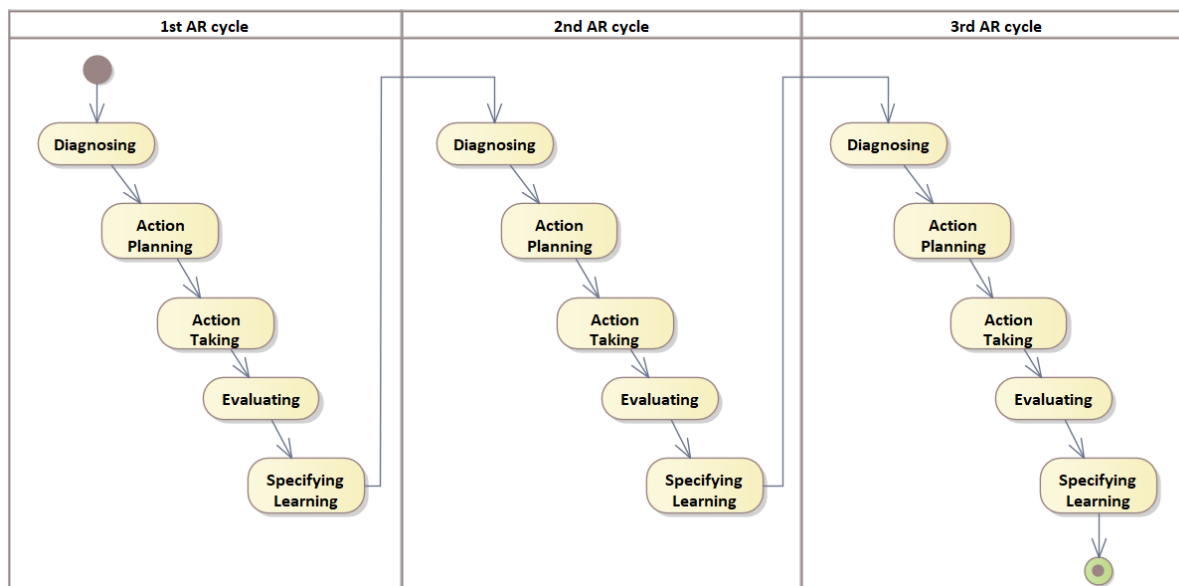 1st AR cycle
2nd AR cycle
3rd AR cycle
Diagnosing
Action
Planning
Action
Taking
Evaluating
Specifying
Learning
Diagnosing
Action
Planning
Action
Taking
Evaluating
Specifying
Learning
Diagnosing
Action
Planning
Action
Taking
Evaluating
Specifying
Learning